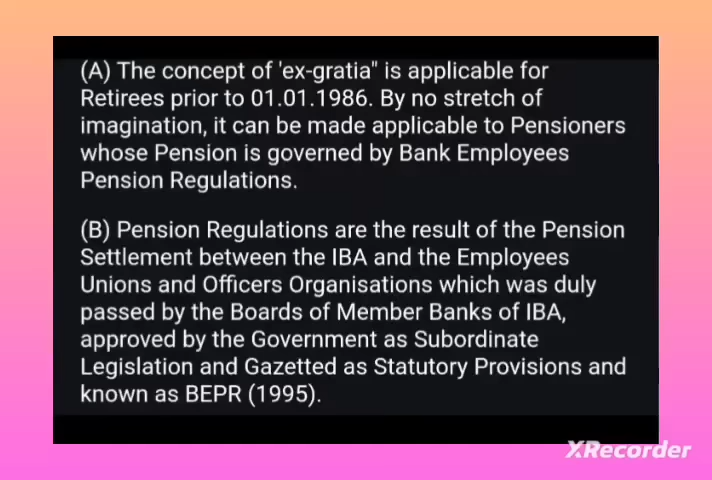 (A) The concept of 'ex-gratia" is applicable for
Retirees prior to 01.01.1986. By no stretch of
imagination, it can be made applicable to Pensioners
whose Pension is governed by Bank Employees
Pension Regulations.
(B) Pension Regulations are the result of the Pension
Settlement between the IBA and the Employees
Unions and Officers Organisations which was duly
passed by the Boards of Member Banks of IBA,
approved by the Government as Subordinate
Legislation and Gazetted as Statutory Provisions and
known as BEPR (1995).
XRecorder